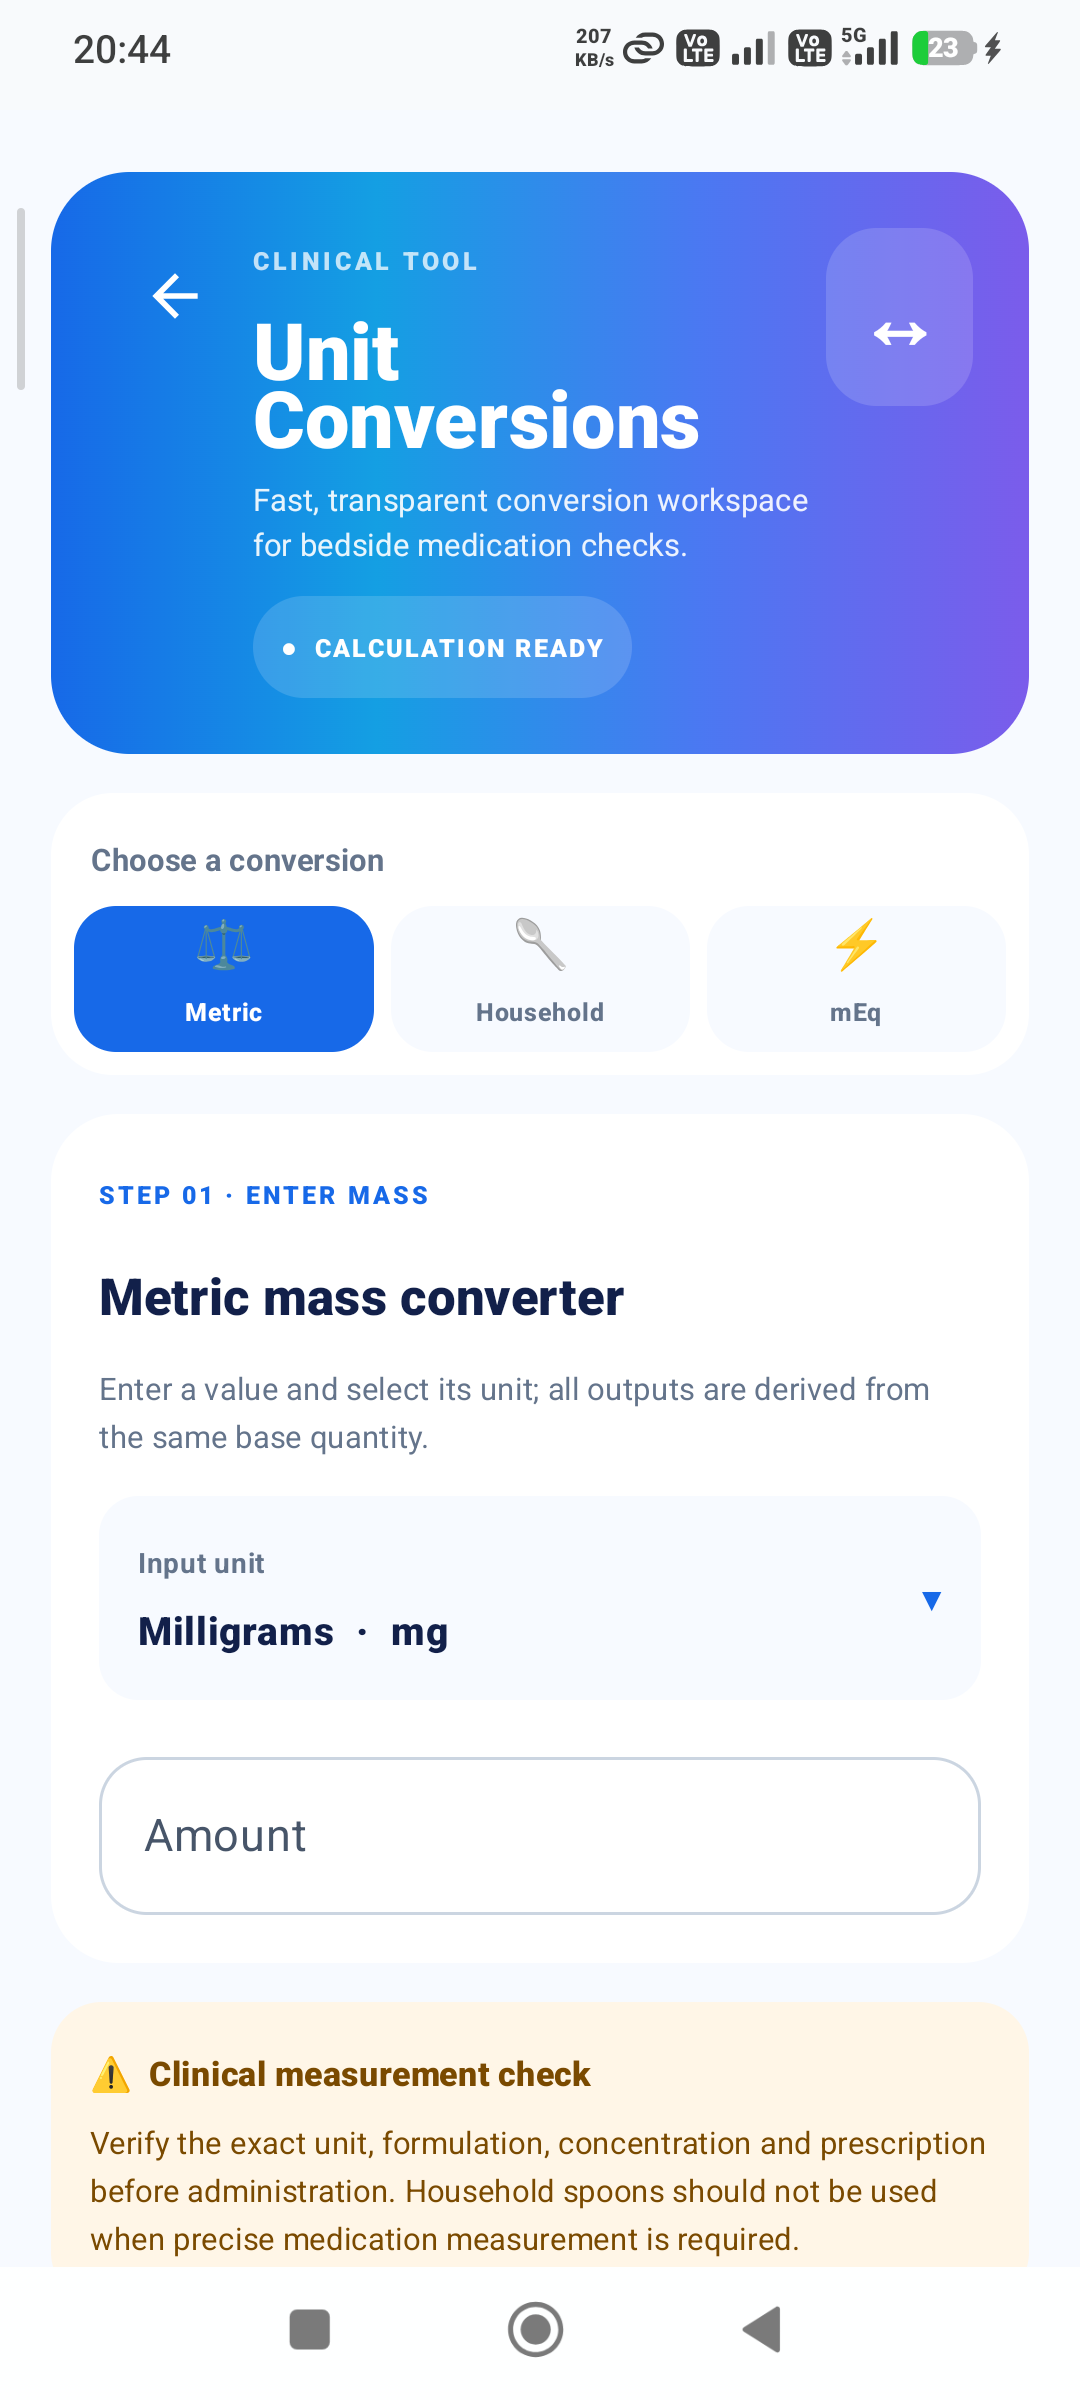 20:44
207
KB/s
Vo
LTE
Vo
LTE
5G
23
CLINICAL TOOL
Unit
Conversions
Fast, transparent conversion workspace
for bedside medication checks.
CALCULATION READY
Choose a conversion
Metric
Household
mEq
STEP 01 · ENTER MASS
Metric mass converter
Enter a value and select its unit; all outputs are derived from
the same base quantity.
Input unit
Milligrams · mg
Amount
Clinical measurement check
Verify the exact unit, formulation, concentration and prescription
before administration. Household spoons should not be used
when precise medication measurement is required.